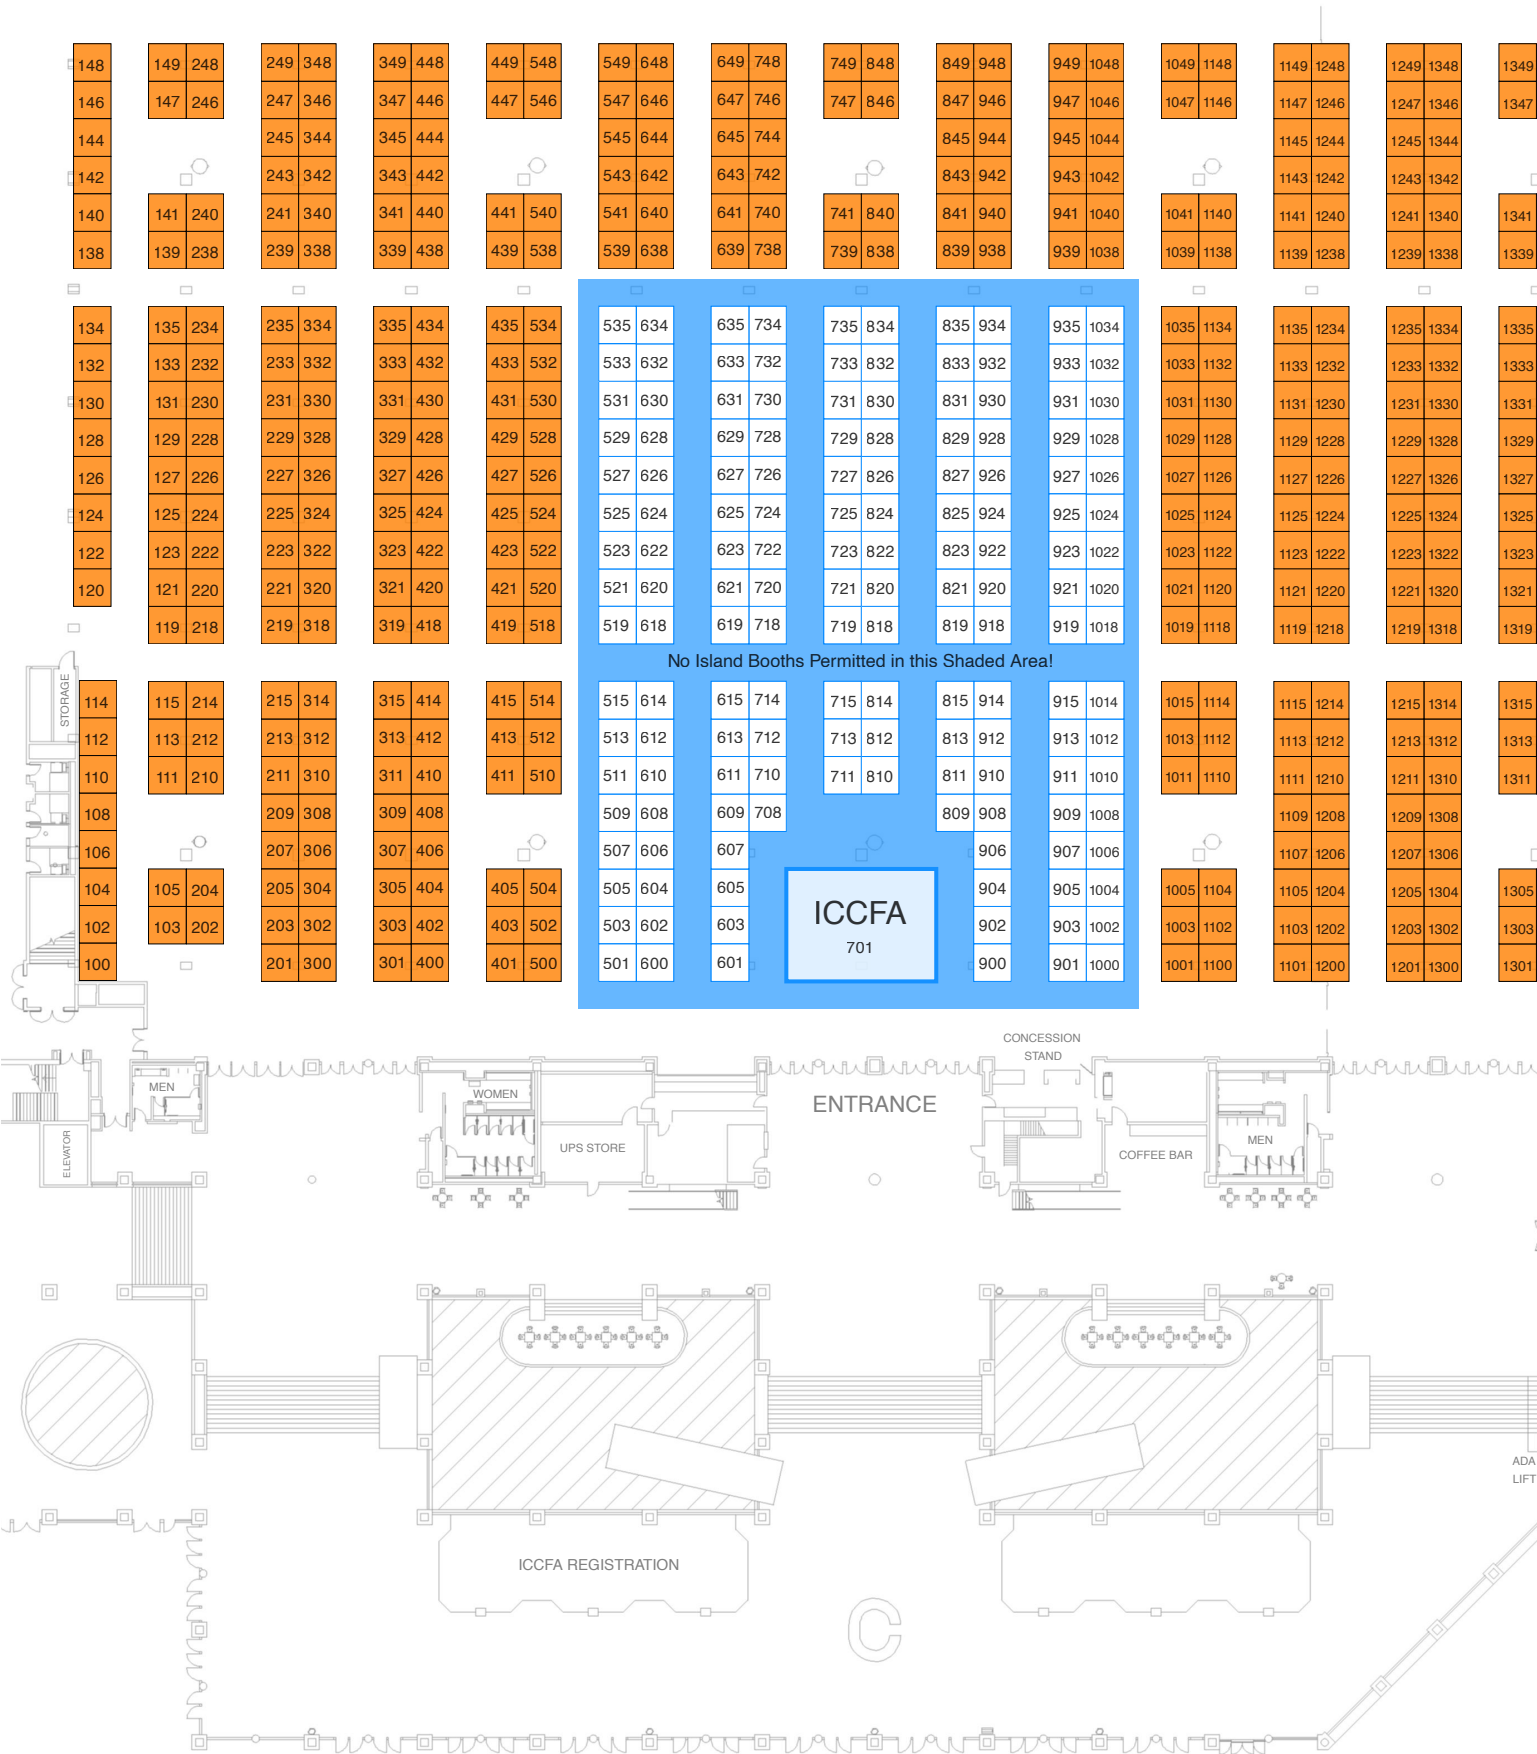 148 149 248 249 348 349 448 449 548 549 648 649 748 749 848 849 948 949 1048 1049 1148 1149 1248 1249 1348 1349
146 147 246 247 346 347 446 447 546 547 646 647 746 747 846 847 946 947 1046 1047 1146 1147 1246 1247 1346 1347
144 245 344 345 444 545 644 645 744 845 944 945 1044 1145 1244 1245 1344
142 243 342 343 442 543 642 643 742 843 942 943 1042 1143 1242 1243 1342
140 141 240 241 340 341 440 441 540 541 640 641 740 741 840 841 940 941 1040 1041 1140 1141 1240 1241 1340 1341
138 139 238 239 338 339 438 439 538 539 638 639 738 739 838 839 938 939 1038 1039 1138 1139 1238 1239 1338 1339
134 135 234 235 334 335 434 435 534 535 634 635 734 735 834 835 934 935 1034 1035 1134 1135 1234 1235 1334 1335
132 133 232 233 332 333 432 433 532 533 632 633 732 733 832 833 932 933 1032 1033 1132 1133 1232 1233 1332 1333
130 131 230 231 330 331 430 431 530 531 630 631 730 731 830 831 930 931 1030 1031 1130 1131 1230 1231 1330 1331
128 129 228 229 328 329 428 429 528 529 628 629 728 729 828 829 928 929 1028 1029 1128 1129 1228 1229 1328 1329
126 127 226 227 326 327 426 427 526 527 626 627 726 727 826 827 926 927 1026 1027 1126 1127 1226 1227 1326 1327
124 125 224 225 324 325 424 425 524 525 624 625 724 725 824 825 924 925 1024 1025 1124 1125 1224 1225 1324 1325
122 123 222 223 322 323 422 423 522 523 622 623 722 723 822 823 922 923 1022 1023 1122 1123 1222 1223 1322 1323
120 121 220 221 320 321 420 421 520 521 620 621 720 721 820 821 920 921 1020 1021 1120 1121 1220 1221 1320 1321
119 218 219 318 319 418 419 518 519 618 619 718 719 818 819 918 919 1018 1019 1118 1119 1218 1219 1318 1319
No Island Booths Permitted in this Shaded Area!
STORAGE
114 115 214 215 314 315 414 415 514 515 614 615 714 715 814 815 914 915 1014 1015 1114 1115 1214 1215 1314 1315
112 113 212 213 312 313 412 413 512 513 612 613 712 713 812 813 912 913 1012 1013 1112 1113 1212 1213 1312 1313
110 111 210 211 310 311 410 411 510 511 610 611 710 711 810 811 910 911 1010 1011 1110 1111 1210 1211 1310 1311
108 209 308 309 408 509 608 609 708 809 908 909 1008 1109 1208 1209 1308
106 207 306 307 406 507 606 607 906 907 1006 1107 1206 1207 1306
104 105 204 205 304 305 404 405 504 505 604 605 904 905 1004 1005 1104 1105 1204 1205 1304 1305
102 103 202 203 302 303 402 403 502 503 602 603 ICCFA 902 903 1002 1003 1102 1103 1202 1203 1302 1303
701
100 201 300 301 400 401 500 501 600 601 900 901 1000 1001 1100 1101 1200 1201 1300 1301
CONCESSION
STAND
MEN
WOMEN
ENTRANCE
ELEVATOR
UPS STORE
COFFEE BAR
MEN
ADA
LIFT
ICCFA REGISTRATION
C